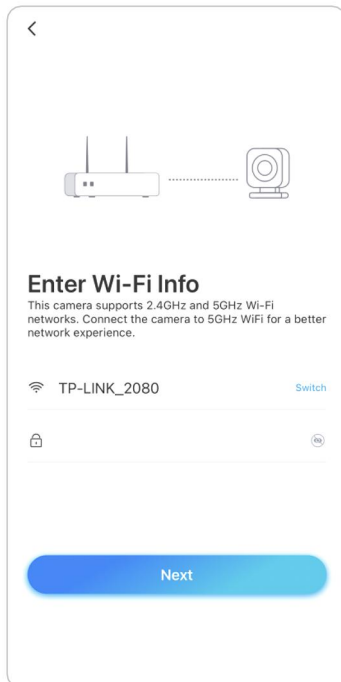 Enter Wi-Fi Info
This camera supports 2.4GHz and 5GHz Wi-Fi
networks. Connect the camera to 5GHz WiFi for a better
network experience.
TP-LINK_2080 Switch
Next